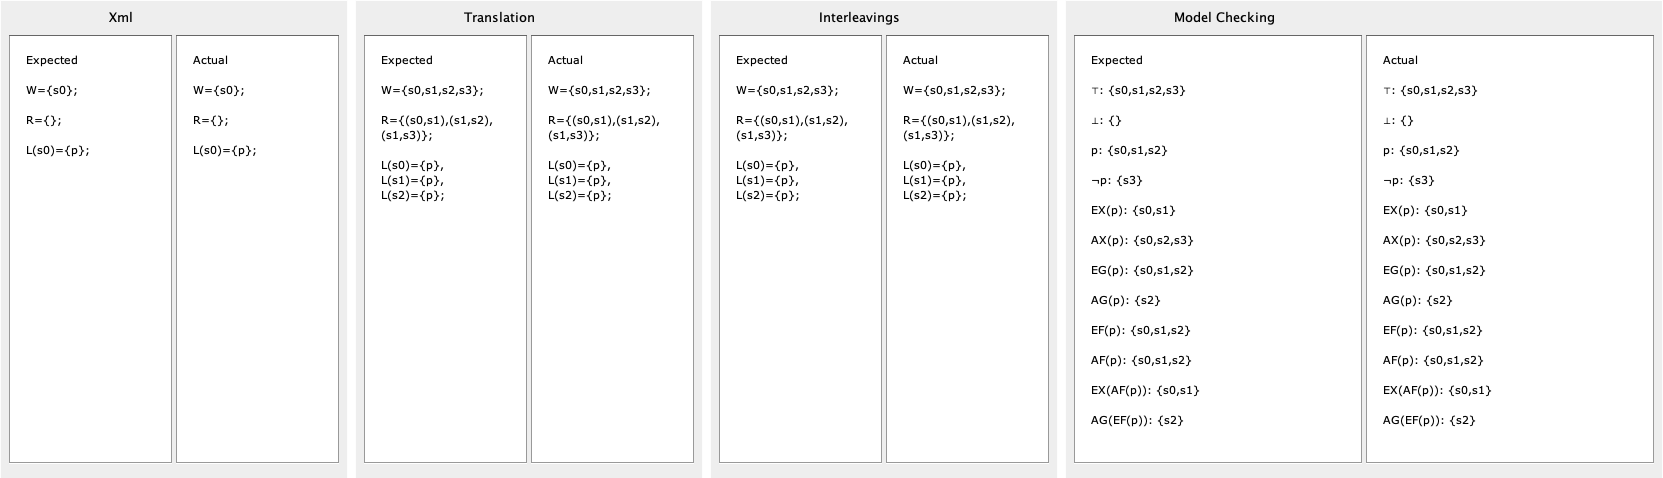 Xml
Expected
W={s0};
R={};
L(s0)={p};
Actual
W={s0};
R={};
L(s0)={p};
Translation
Expected
W={s0,s1,s2,s3};
R={(s0,s1),(s1,s2),
(s1,s3)};
L(s0)={p},
L(s1)={p},
L(s2)={p};
Actual
W={s0,s1,s2,s3};
R={(s0,s1),(s1,s2),
(s1,s3)};
L(s0)={p},
L(s1)={p},
L(s2)={p};
Interleavings
Expected
W={s0,s1,s2,s3};
R={(s0,s1),(s1,s2),
(s1,s3)};
L(s0)={p},
L(s1)={p},
L(s2)={p};
Actual
W={s0,s1,s2,s3};
R={(s0,s1),(s1,s2),
(s1,s3)};
L(s0)={p},
L(s1)={p},
L(s2)={p};
Model Checking
Expected
⊤: {s0,s1,s2,s3}
⊥: {}
p: {s0,s1,s2}
¬p: {s3}
EX(p): {s0,s1}
AX(p): {s0,s2,s3}
EG(p): {s0,s1,s2}
AG(p): {s2}
EF(p): {s0,s1,s2}
AF(p): {s0,s1,s2}
EX(AF(p)): {s0,s1}
AG(EF(p)): {s2}
Actual
⊤: {s0,s1,s2,s3}
⊥: {}
p: {s0,s1,s2}
¬p: {s3}
EX(p): {s0,s1}
AX(p): {s0,s2,s3}
EG(p): {s0,s1,s2}
AG(p): {s2}
EF(p): {s0,s1,s2}
AF(p): {s0,s1,s2}
EX(AF(p)): {s0,s1}
AG(EF(p)): {s2}